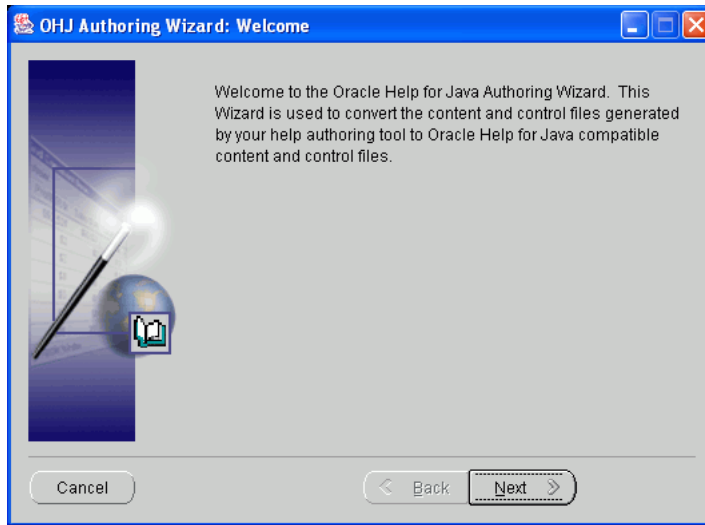 OHJ Authoring Wizard: Welcome
Welcome to the Oracle Help for Java Authoring Wizard. This
Wizard is used to convert the content and control files generated
by your help authoring tool to Oracle Help for Java compatible
content and control files.
Cancel
Back
Next